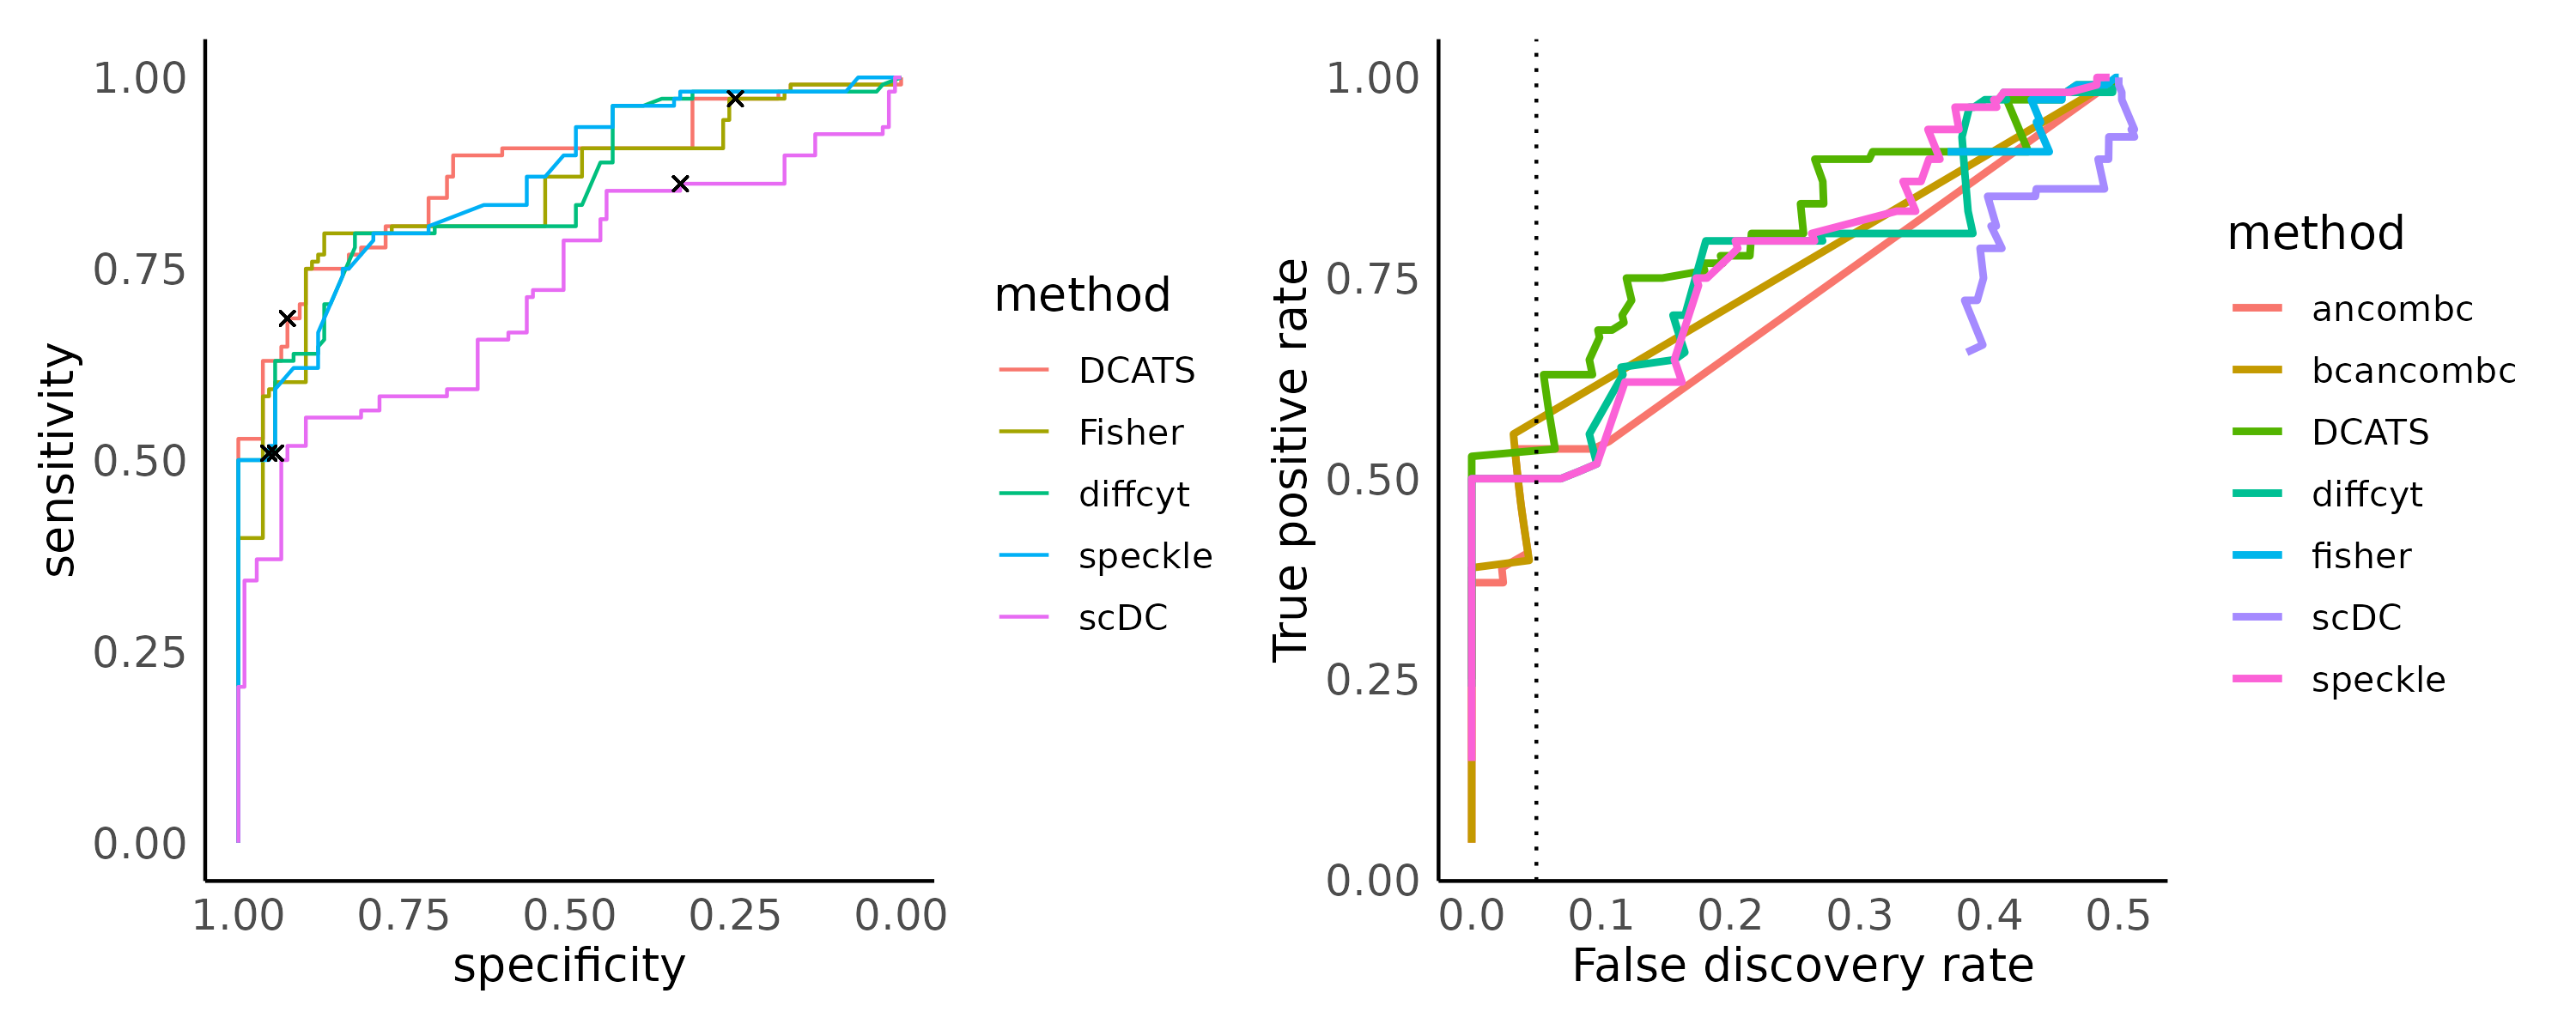 1.00
0.75
0.50
0.25
0.00
sensitivity
1.00 0.75 0.50 0.25 0.00
specificity
method
DCATS
Fisher
diffcyt
speckle
scDC
1.00
0.75
0.50
0.25
0.00
True positive rate
0.0 0.1 0.2 0.3 0.4 0.5
False discovery rate
method
ancombc
bcancombc
DCATS
diffcyt
fisher
scDC
speckle